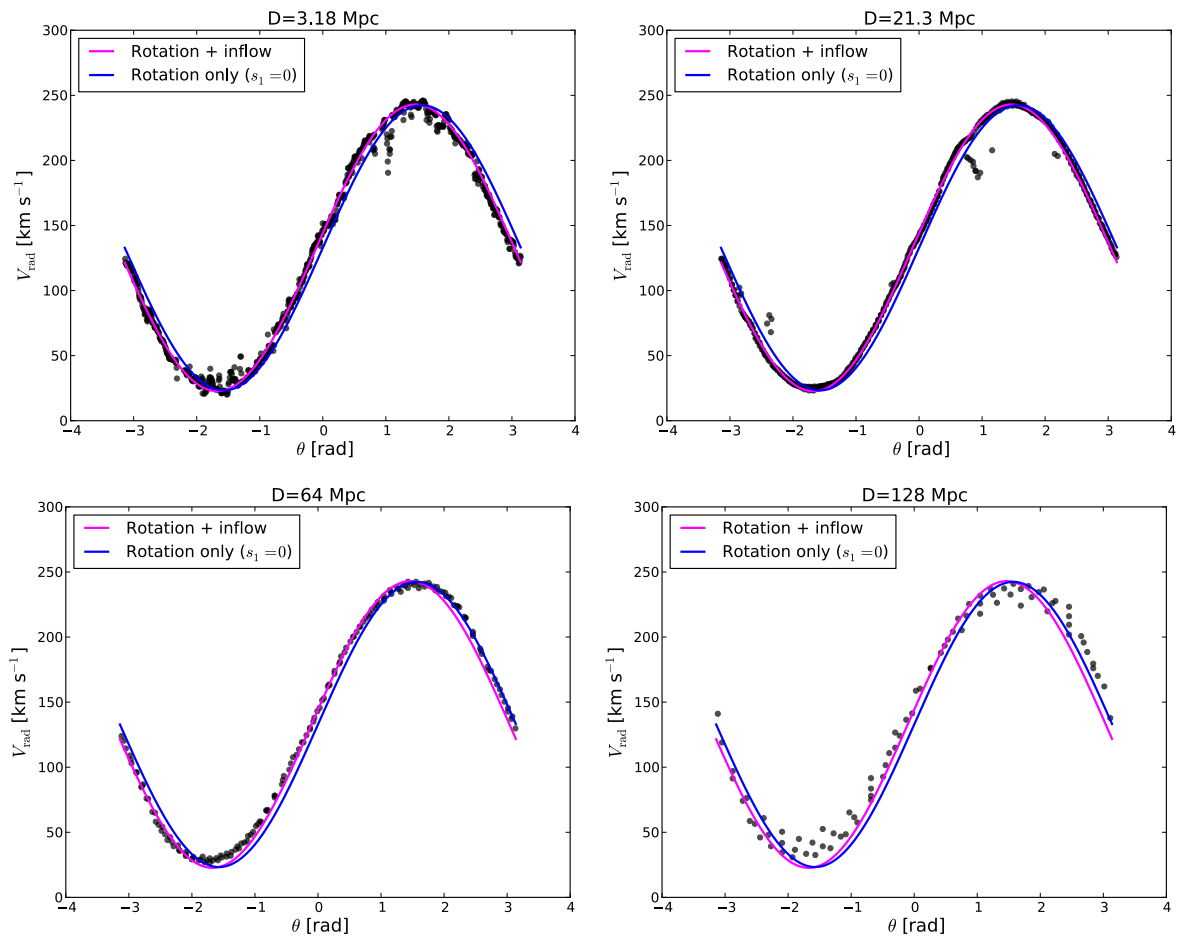 D=3.18 Mpc
Rotation + inflow
Rotation only (s₁=0)
300
250
200
150
100
50
0
V_rad [km s⁻¹]
−4 −3 −2 −1 0 1 2 3 4
θ [rad]
D=21.3 Mpc
Rotation + inflow
Rotation only (s₁=0)
300
250
200
150
100
50
0
V_rad [km s⁻¹]
−4 −3 −2 −1 0 1 2 3 4
θ [rad]
D=64 Mpc
Rotation + inflow
Rotation only (s₁=0)
300
250
200
150
100
50
0
V_rad [km s⁻¹]
−4 −3 −2 −1 0 1 2 3 4
θ [rad]
D=128 Mpc
Rotation + inflow
Rotation only (s₁=0)
300
250
200
150
100
50
0
V_rad [km s⁻¹]
−4 −3 −2 −1 0 1 2 3 4
θ [rad]